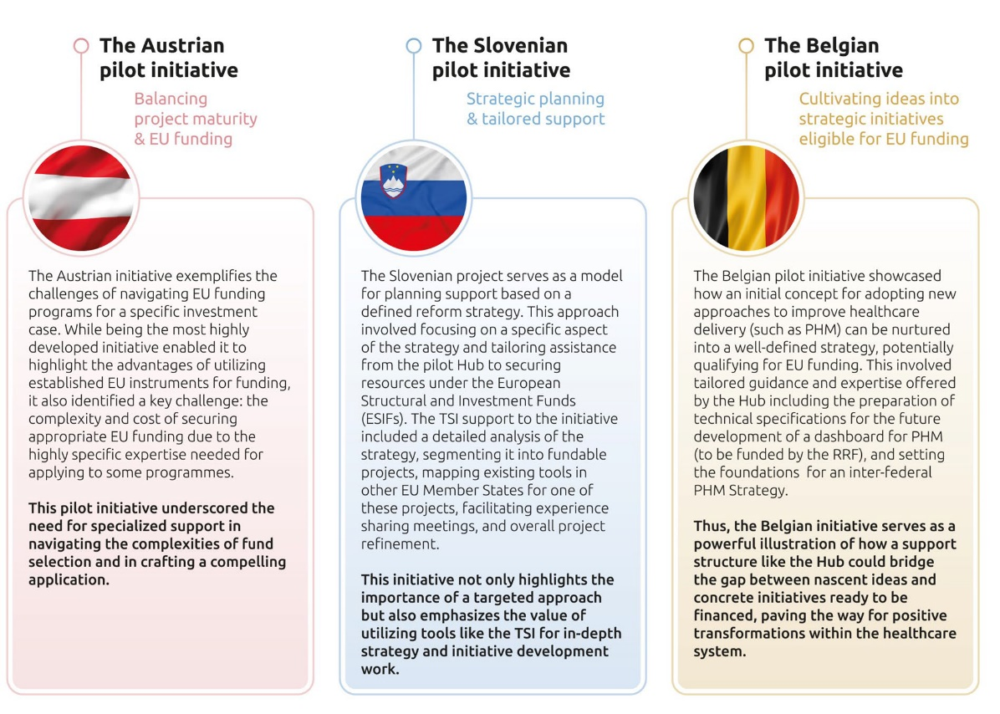 The Austrian
pilot initiative
Balancing
project maturity
& EU funding
The Austrian initiative exemplifies the
challenges of navigating EU funding
programs for a specific investment
case. While being the most highly
developed initiative enabled it to
highlight the advantages of utilizing
established EU instruments for funding,
it also identified a key challenge: the
complexity and cost of securing
appropriate EU funding due to the
highly specific expertise needed for
applying to some programmes.
This pilot initiative underscored the
need for specialized support in
navigating the complexities of fund
selection and in crafting a compelling
application.
The Slovenian
pilot initiative
Strategic planning
& tailored support
The Slovenian project serves as a model
for planning support based on a
defined reform strategy. This approach
involved focusing on a specific aspect
of the strategy and tailoring assistance
from the pilot Hub to securing
resources under the European
Structural and Investment Funds
(ESIFs). The TSI support to the initiative
included a detailed analysis of the
strategy, segmenting it into fundable
projects, mapping existing tools in
other EU Member States for one of
these projects, facilitating experience
sharing meetings, and overall project
refinement.
This initiative not only highlights the
importance of a targeted approach
but also emphasizes the value of
utilizing tools like the TSI for in-depth
strategy and initiative development
work.
The Belgian
pilot initiative
Cultivating ideas into
strategic initiatives
eligible for EU funding
The Belgian pilot initiative showcased
how an initial concept for adopting new
approaches to improve healthcare
delivery (such as PHM) can be nurtured
into a well-defined strategy, potentially
qualifying for EU funding. This involved
tailored guidance and expertise offered
by the Hub including the preparation of
technical specifications for the future
development of a dashboard for PHM
(to be funded by the RRF), and setting
the foundations for an inter-federal
PHM Strategy.
Thus, the Belgian initiative serves as a
powerful illustration of how a support
structure like the Hub could bridge
the gap between nascent ideas and
concrete initiatives ready to be
financed, paving the way for positive
transformations within the healthcare
system.